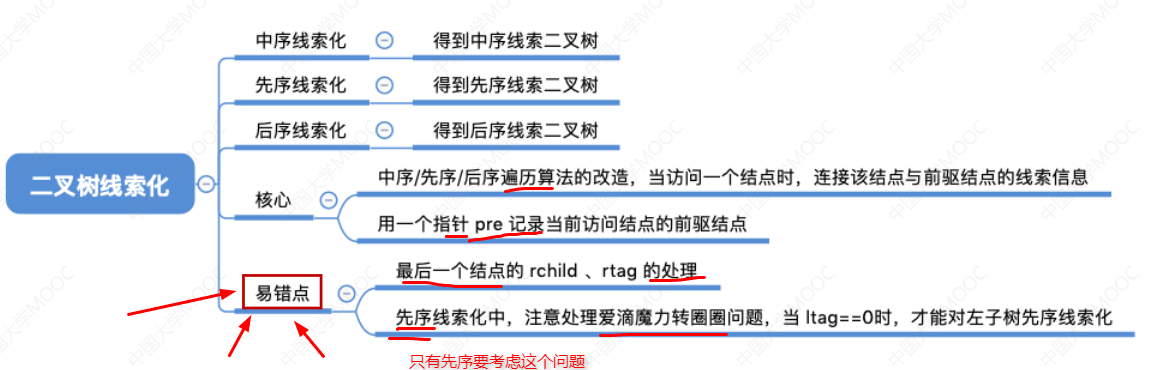 中序线索化
得到中序线索二叉树
先序线索化
得到先序线索二叉树
后序线索化
得到后序线索二叉树
二叉树线索化
核心
中序/先序/后序遍历算法的改造，当访问一个结点时，连接该结点与前驱结点的线索信息
用一个指针 pre 记录当前访问结点的前驱结点
易错点
最后一个结点的 rchild 、rtag 的处理
先序线索化中，注意处理爱滴魔力转圈圈问题，当 ltag==0时，才能对左子树先序线索化
只有先序要考虑这个问题
中国大学MOOC